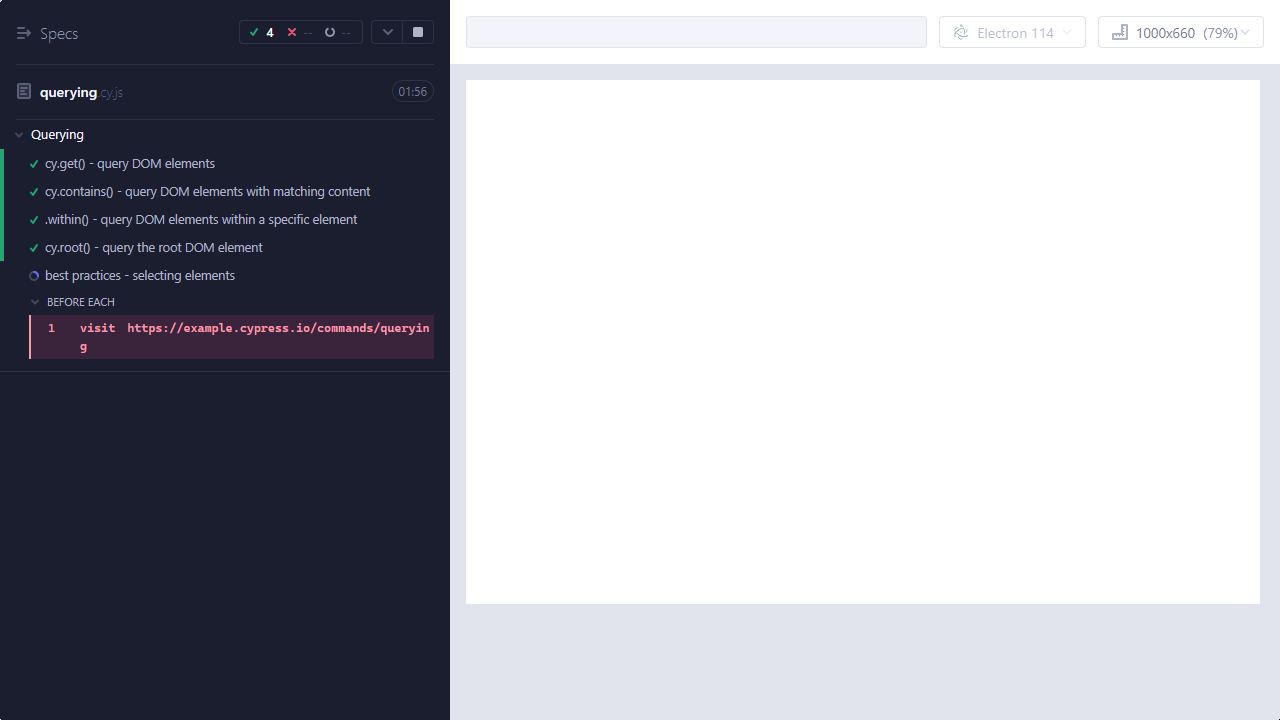 Specs
4 -- --
querying.cy.js
01:56
Querying
cy.get() - query DOM elements
cy.contains() - query DOM elements with matching content
.within() - query DOM elements within a specific element
cy.root() - query the root DOM element
best practices - selecting elements
BEFORE EACH
1 visit https://example.cypress.io/commands/queryin
g
Electron 114
1000x660 (79%)